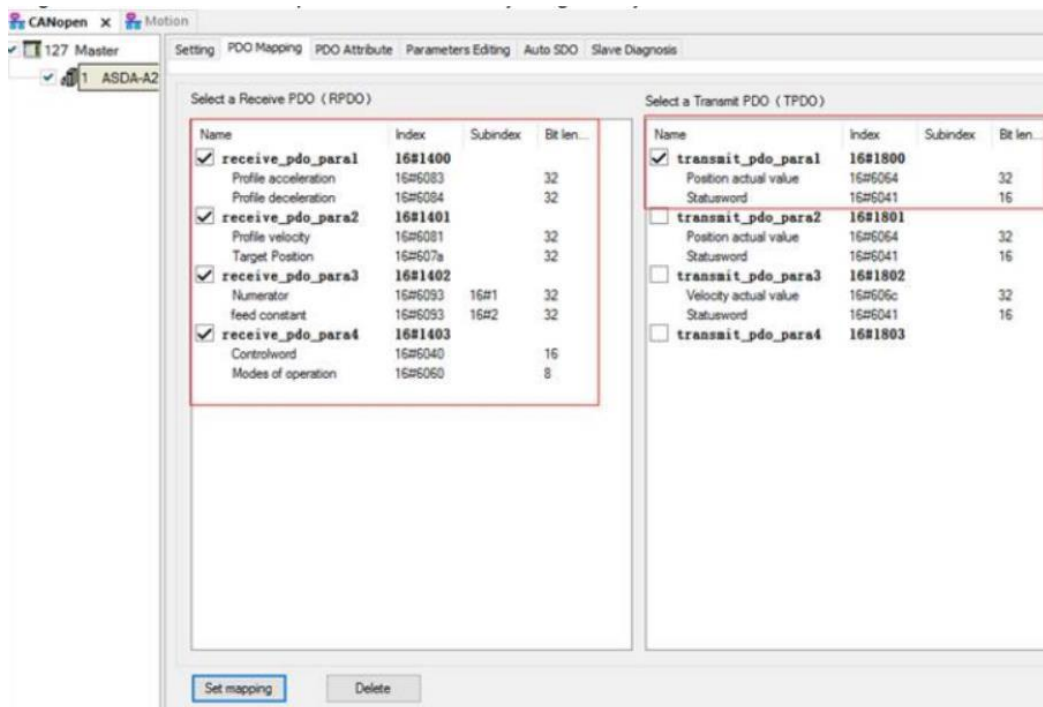 CANopen x Motion
127 Master
1 ASDA-A2
Setting PDO Mapping PDO Attribute Parameters Editing Auto SDO Slave Diagnosis
Select a Receive PDO (RPDO)
Name Index Subindex Bit len...
receive_pdo_para1 16#1400
Profile acceleration 16#6083 32
Profile deceleration 16#6084 32
receive_pdo_para2 16#1401
Profile velocity 16#6081 32
Target Position 16#607a 32
receive_pdo_para3 16#1402
Numerator 16#6093 16#1 32
feed constant 16#6093 16#2 32
receive_pdo_para4 16#1403
Controlword 16#6040 16
Modes of operation 16#6060 8
Select a Transmit PDO (TPDO)
Name Index Subindex Bit len...
transmit_pdo_para1 16#1800
Position actual value 16#6064 32
Statusword 16#6041 16
transmit_pdo_para2 16#1801
Position actual value 16#6064 32
Statusword 16#6041 16
transmit_pdo_para3 16#1802
Velocity actual value 16#606c 32
Statusword 16#6041 16
transmit_pdo_para4 16#1803
Set mapping Delete